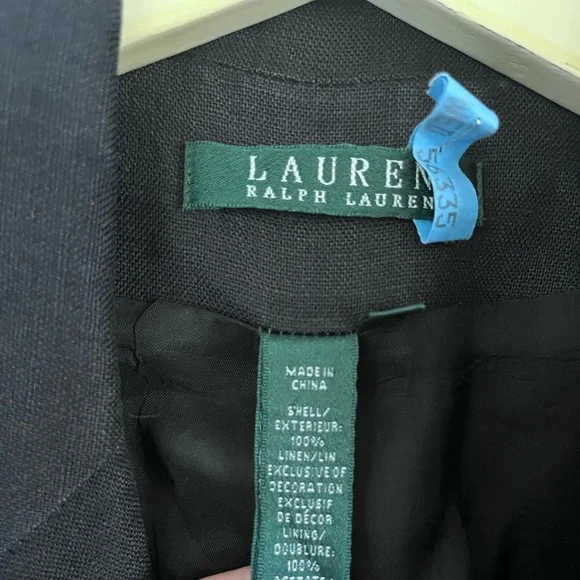 LAUREN
RALPH LAUREN
56335
MADE IN
CHINA
SHELL/
EXTERIEUR:
100%
LINEN/LIN
EXCLUSIVE OF
DECORATION
EXCLUSIF
DE DÉCOR
LINING/
DOUBLURE:
100%